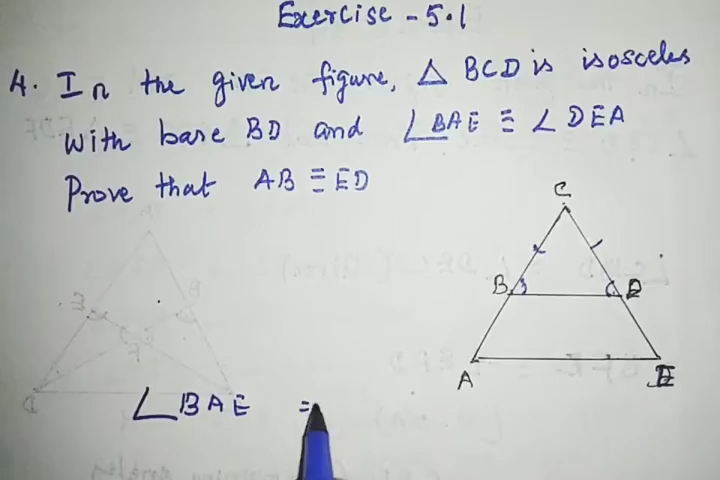 Exercise - 5.1
4. In the given figure, △ BCD is isosceles
with base BD and ∠BAE ≡ ∠DEA
Prove that AB ≡ ED
C
B D
A E
∠BAE =